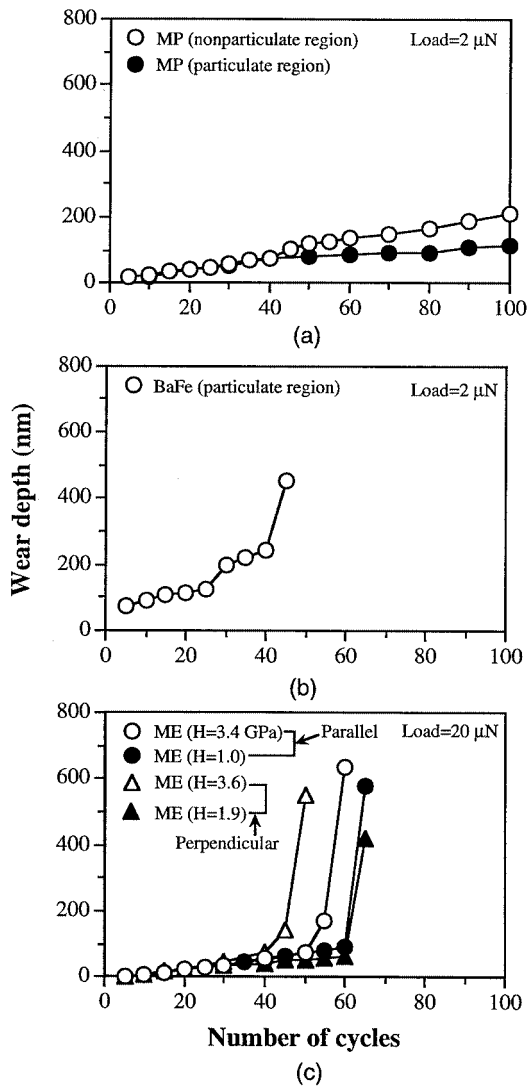 800
MP (nonparticulate region) Load=2 µN
MP (particulate region)
600
400
200
0
0 20 40 60 80 100
(a)
800
BaFe (particulate region) Load=2 µN
600
400
200
0
0 20 40 60 80 100
(b)
Wear depth (nm)
800
ME (H=3.4 GPa) Parallel Load=20 µN
ME (H=1.0)
600
ME (H=3.6)
ME (H=1.9)
Perpendicular
400
200
0
0 20 40 60 80 100
Number of cycles
(c)